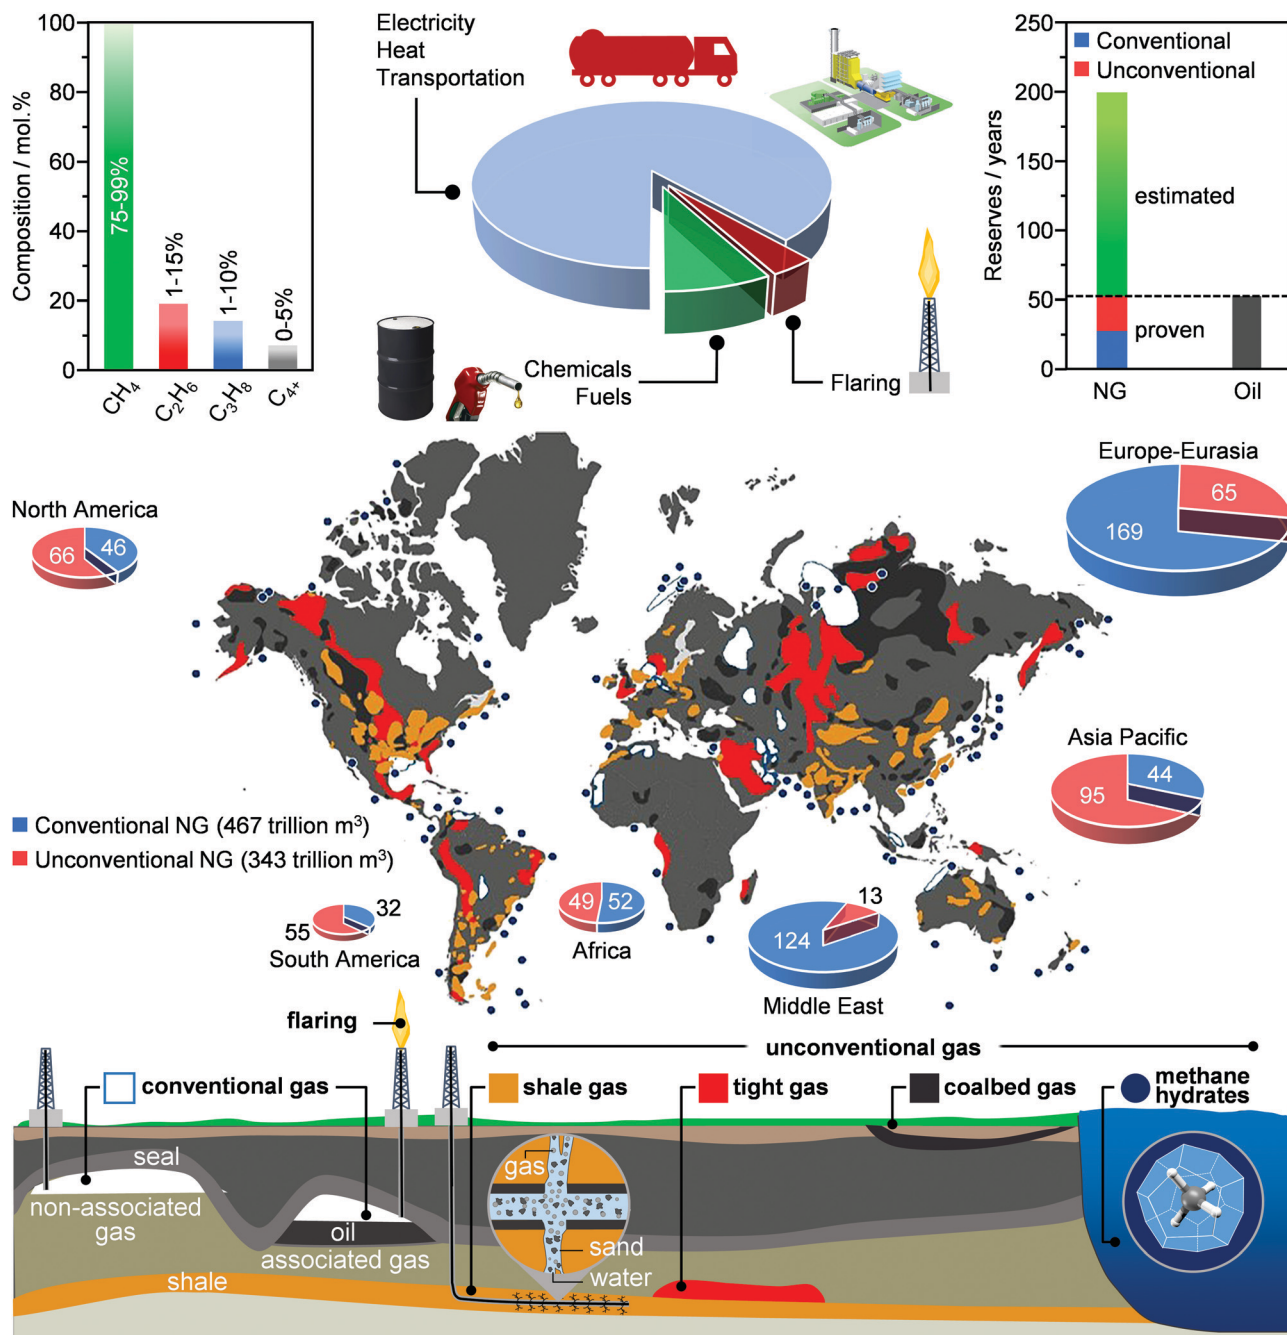 100
80
60
40
20
0
Composition / mol.%
75-99%
1-15%
1-10%
0-5%
CH4
C2H6
C3H8
C4+
Electricity
Heat
Transportation
Chemicals
Fuels
Flaring
Conventional
Unconventional
250
200
150
100
50
0
Reserves / years
estimated
proven
NG
Oil
North America
66
46
Europe-Eurasia
65
169
Asia Pacific
44
95
Conventional NG (467 trillion m3)
Unconventional NG (343 trillion m3)
32
55
South America
49
52
Africa
13
124
Middle East
flaring
unconventional gas
conventional gas
shale gas
tight gas
coalbed gas
methane
hydrates
seal
non-associated
gas
oil
associated gas
shale
gas
sand
water